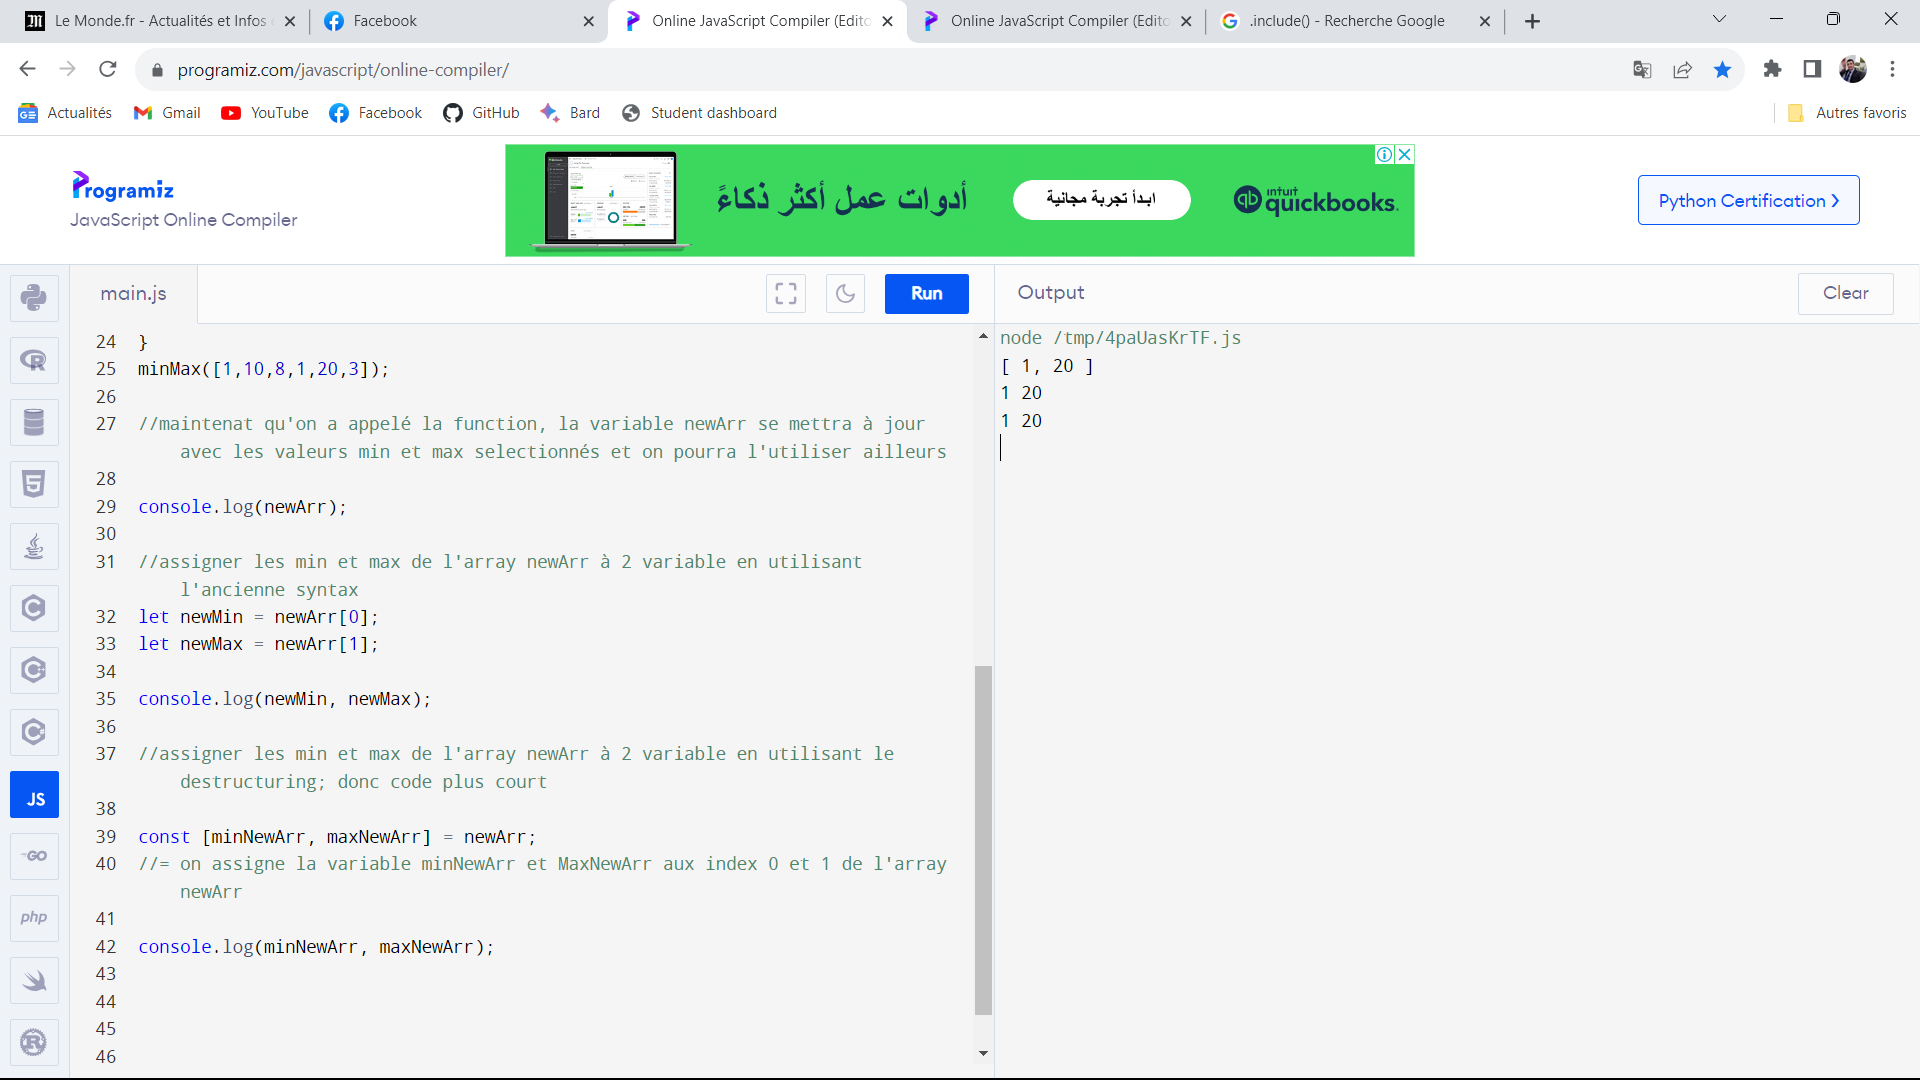 Le Monde.fr - Actualités et Infos
Facebook
Online JavaScript Compiler (Edito
Online JavaScript Compiler (Edito
.include() - Recherche Google
programiz.com/javascript/online-compiler/
Actualités
Gmail
YouTube
Facebook
GitHub
Bard
Student dashboard
Autres favoris
Programiz
JavaScript Online Compiler
أدوات عمل أكثر ذكاءً
ابدأ تجربة مجانية
intuit
quickbooks.
Python Certification
main.js
Run
Output
Clear
24 }
25 minMax([1,10,8,1,20,3]);
26
27 //maintenat qu'on a appelé la function, la variable newArr se mettra à jour
avec les valeurs min et max selectionnés et on pourra l'utiliser ailleurs
28
29 console.log(newArr);
30
31 //assigner les min et max de l'array newArr à 2 variable en utilisant
l'ancienne syntax
32 let newMin = newArr[0];
33 let newMax = newArr[1];
34
35 console.log(newMin, newMax);
36
37 //assigner les min et max de l'array newArr à 2 variable en utilisant le
destructuring; donc code plus court
38
39 const [minNewArr, maxNewArr] = newArr;
40 //= on assigne la variable minNewArr et MaxNewArr aux index 0 et 1 de l'array
newArr
41
42 console.log(minNewArr, maxNewArr);
43
44
45
46
node /tmp/4paUasKrTF.js
[ 1, 20 ]
1 20
1 20
JS
GO
php